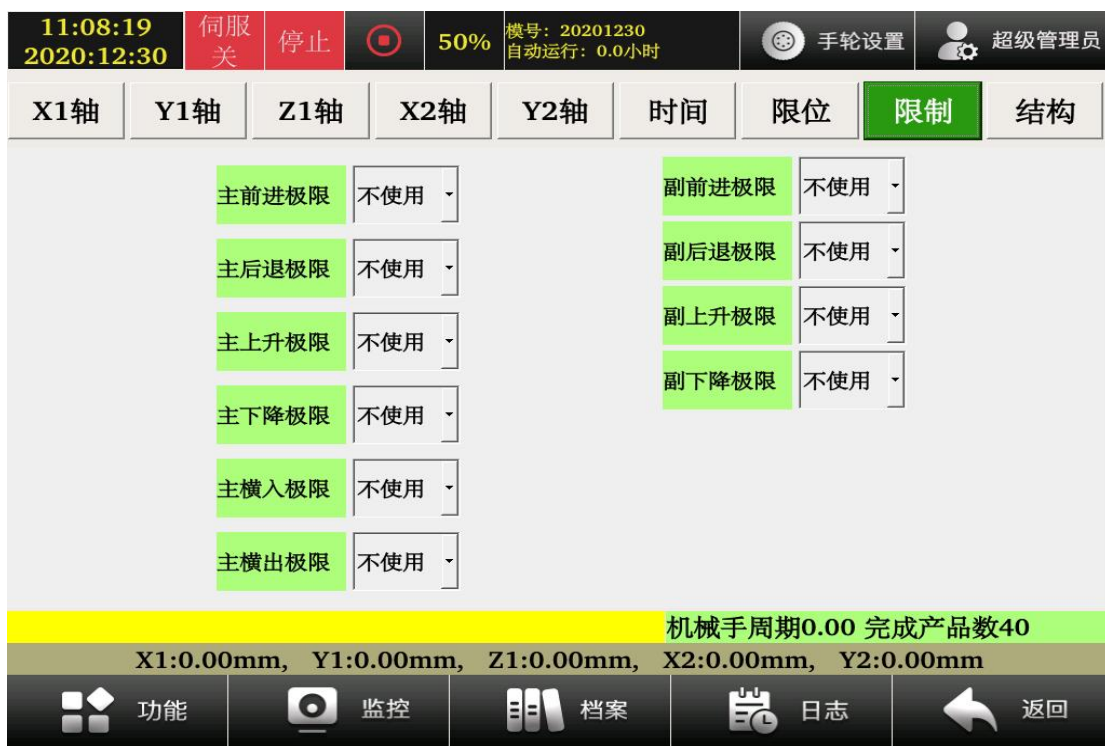 11:08:19
2020:12:30
伺服
关
停止
50%
模号: 20201230
自动运行: 0.0小时
手轮设置
超级管理员
X1轴
Y1轴
Z1轴
X2轴
Y2轴
时间
限位
限制
结构
主前进极限 不使用
主后退极限 不使用
主上升极限 不使用
主下降极限 不使用
主横入极限 不使用
主横出极限 不使用
副前进极限 不使用
副后退极限 不使用
副上升极限 不使用
副下降极限 不使用
机械手周期0.00 完成产品数40
X1:0.00mm, Y1:0.00mm, Z1:0.00mm, X2:0.00mm, Y2:0.00mm
功能
监控
档案
日志
返回